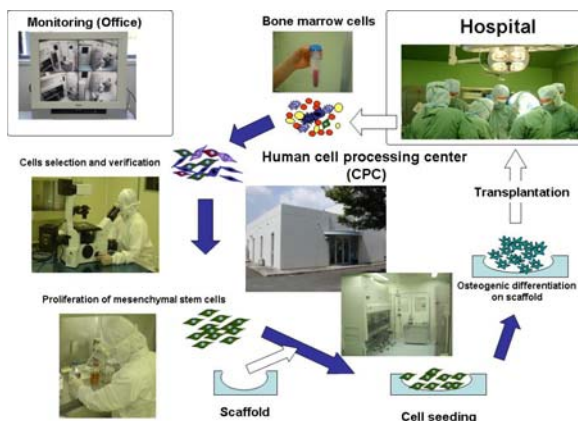 Monitoring (Office)
Bone marrow cells
Hospital
Cells selection and verification
Human cell processing center
(CPC)
Transplantation
Osteogenic differentiation
on scaffold
Proliferation of mesenchymal stem cells
Scaffold
Cell seeding